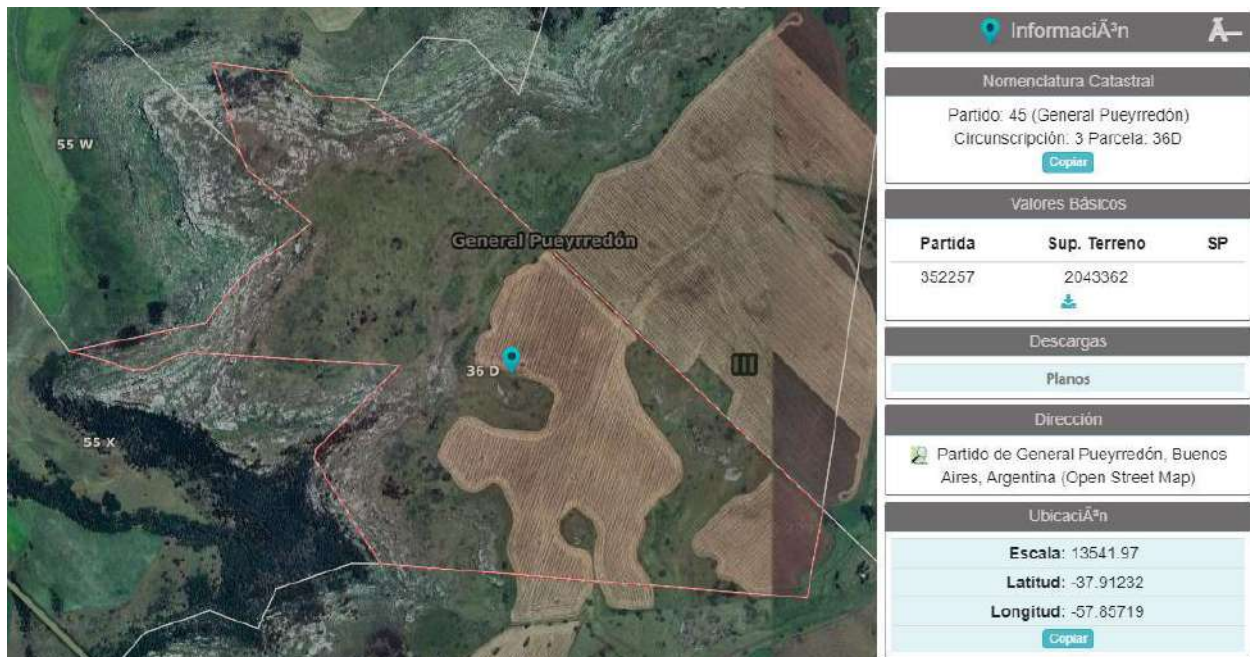 55 W
General Pueyrredón
III
36 D
55 X
InformaciÃ³n
Ã—
Nomenclatura Catastral
Partido: 45 (General Pueyrredón)
Circunscripción: 3 Parcela: 36D
Copiar
Valores Básicos
Partida Sup. Terreno SP
352257 2043362
Descargas
Planos
Dirección
Partido de General Pueyrredón, Buenos
Aires, Argentina (Open Street Map)
UbicaciÃ³n
Escala: 13541.97
Latitud: -37.91232
Longitud: -57.85719
Copiar